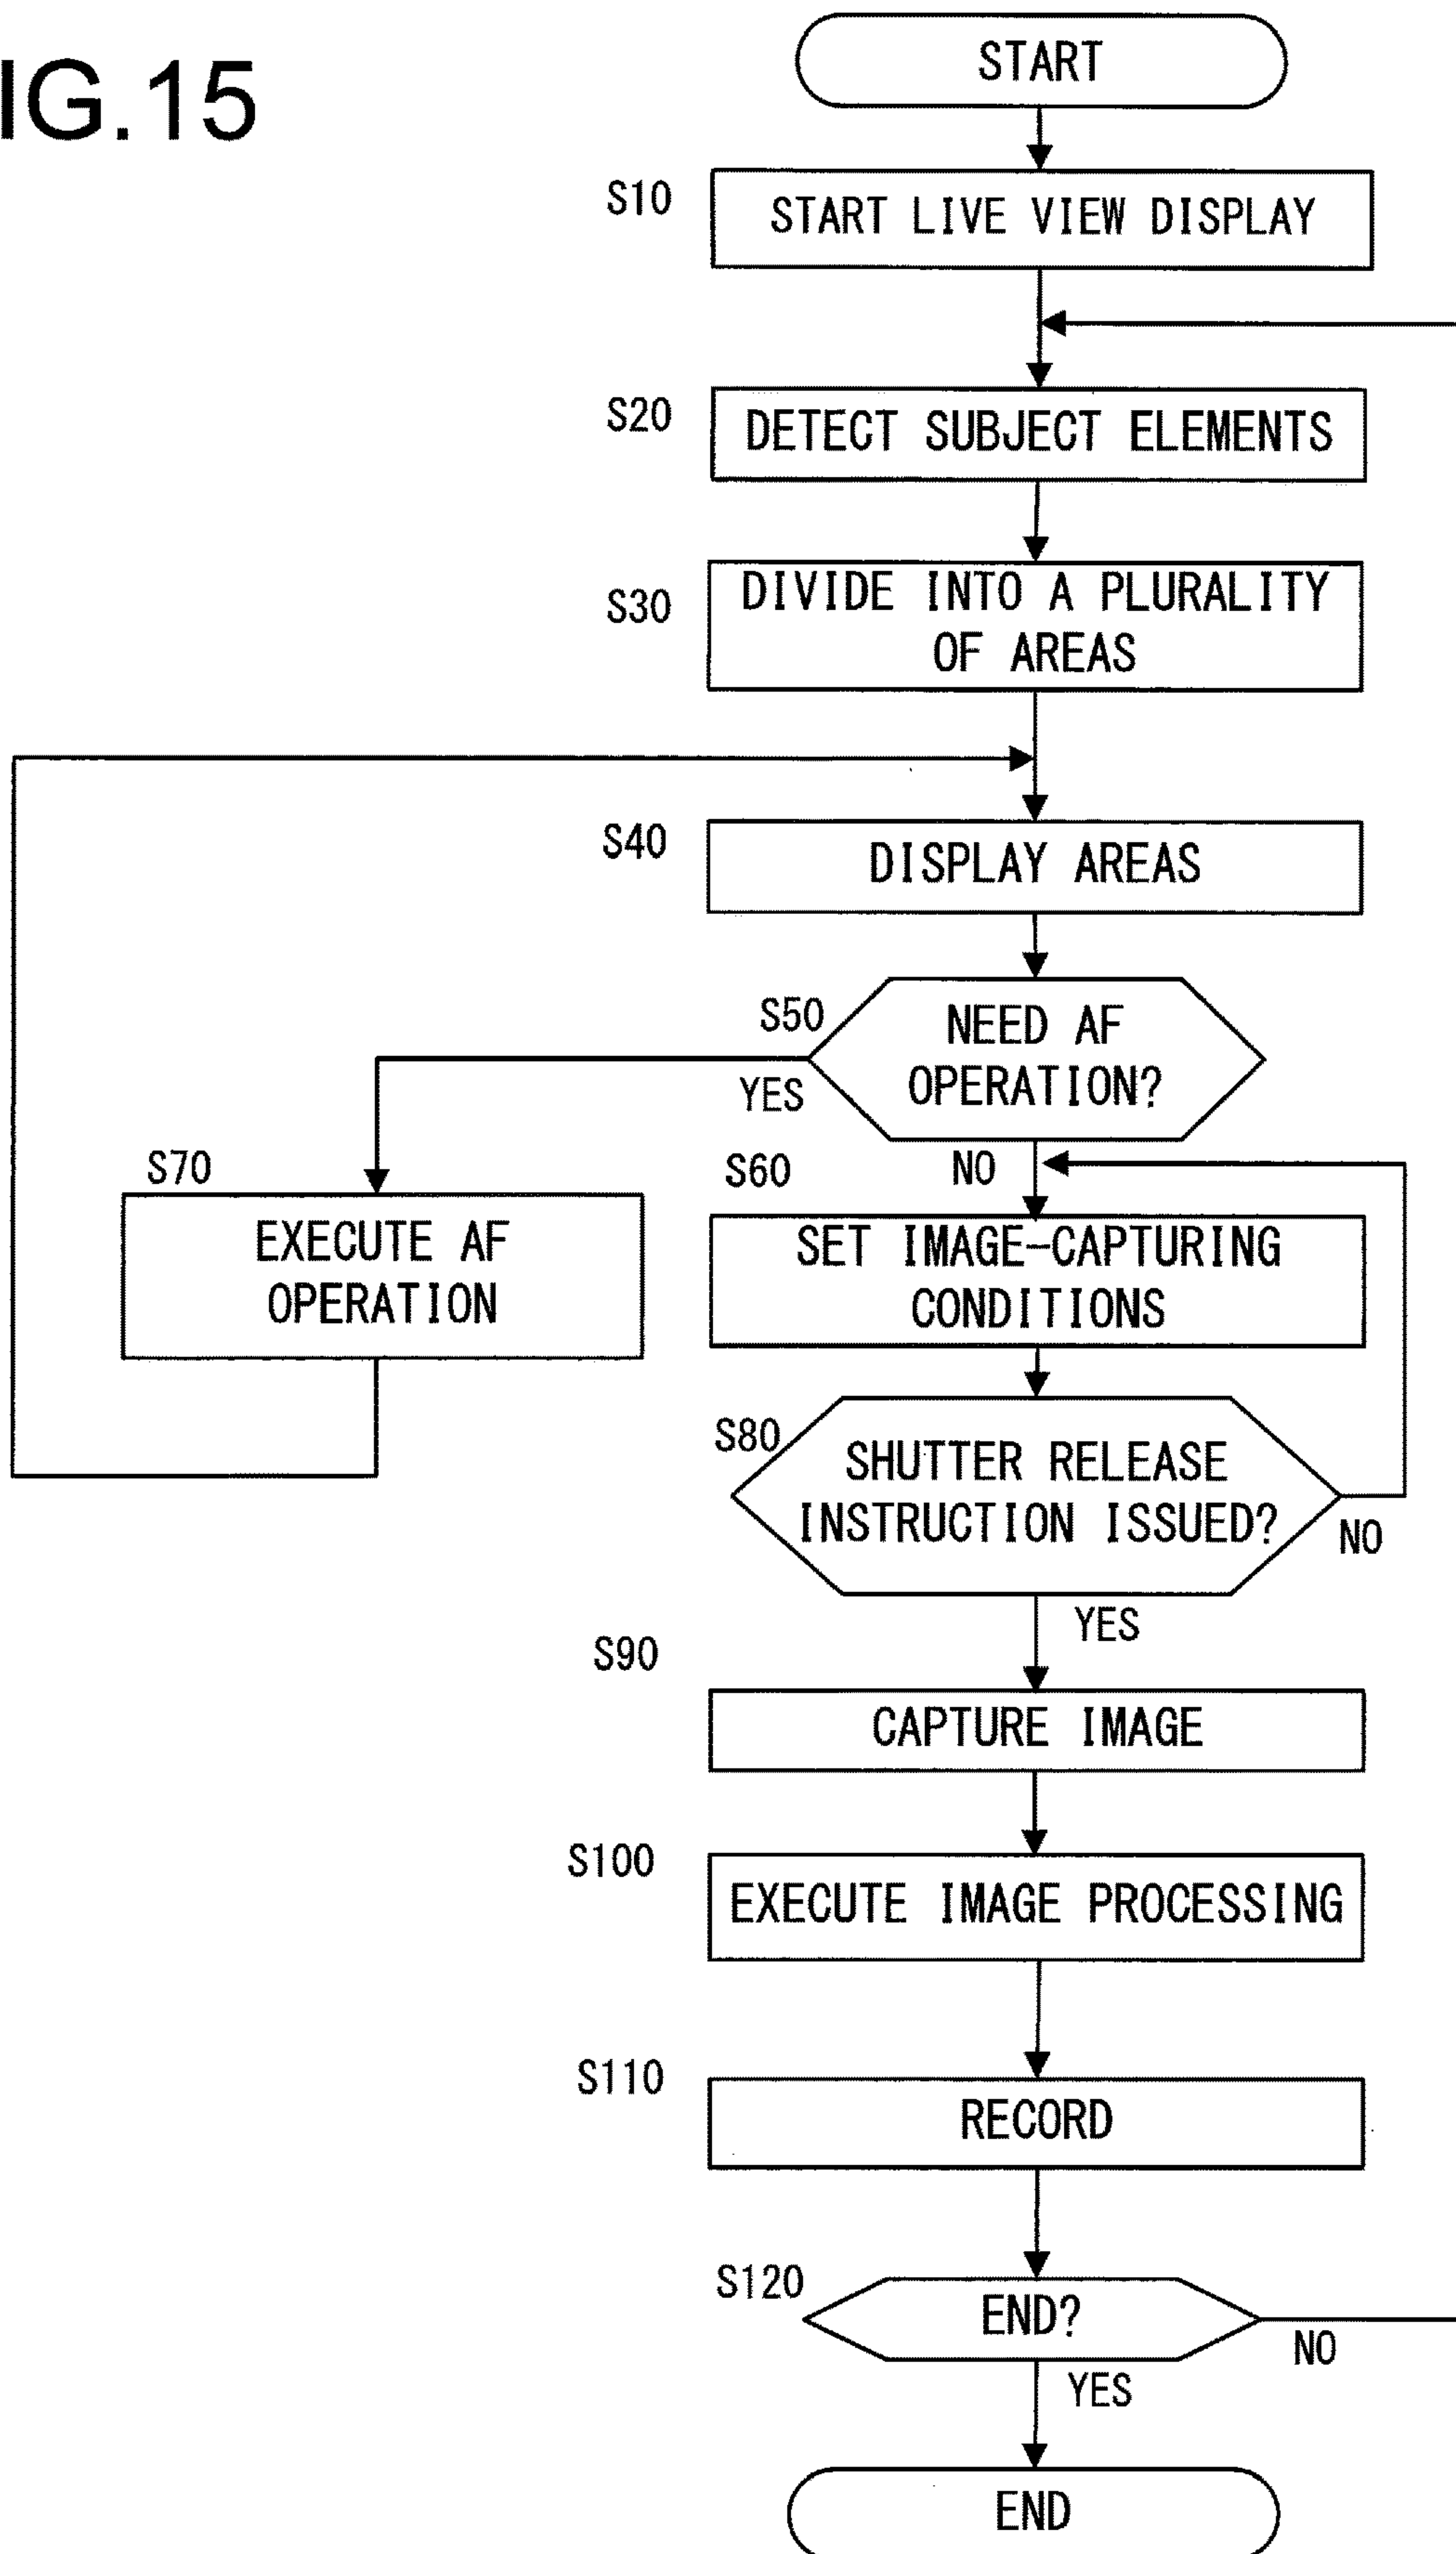 IG.15
START
S10
START LIVE VIEW DISPLAY
S20
DETECT SUBJECT ELEMENTS
S30
DIVIDE INTO A PLURALITY
OF AREAS
S40
DISPLAY AREAS
S50
NEED AF
OPERATION?
YES
NO
S70
EXECUTE AF
OPERATION
S60
SET IMAGE-CAPTURING
CONDITIONS
S80
SHUTTER RELEASE
INSTRUCTION ISSUED?
NO
YES
S90
CAPTURE IMAGE
S100
EXECUTE IMAGE PROCESSING
S110
RECORD
S120
END?
NO
YES
END